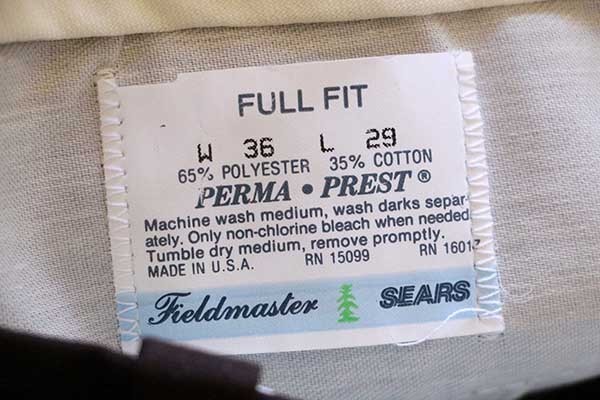 FULL FIT
W 36 L 29
65% POLYESTER 35% COTTON
PERMA • PREST ®
Machine wash medium, wash darks separ-
ately. Only non-chlorine bleach when needed
Tumble dry medium, remove promptly.
MADE IN U.S.A. RN 15099 RN 16017
Fieldmaster SEARS